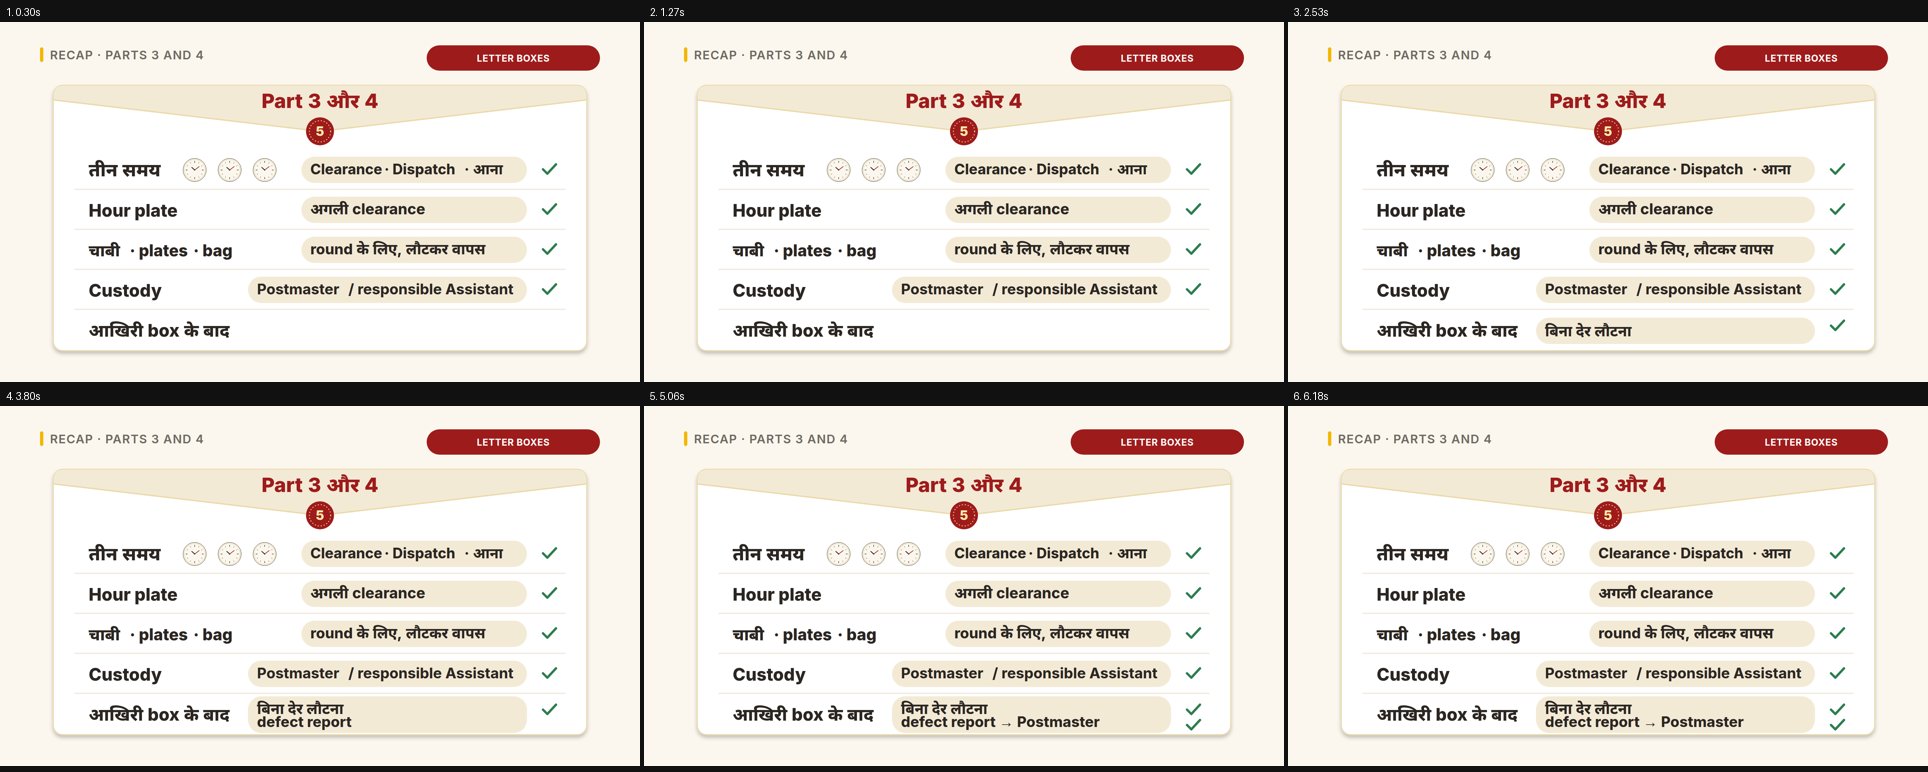 1. 0.30s
RECAP · PARTS 3 AND 4
LETTER BOXES
Part 3 और 4
5
तीन समय Clearance · Dispatch · आना
Hour plate अगली clearance
चाबी · plates · bag round के लिए, लौटकर वापस
Custody Postmaster / responsible Assistant
आखिरी box के बाद
2. 1.27s
RECAP · PARTS 3 AND 4
LETTER BOXES
Part 3 और 4
5
तीन समय Clearance · Dispatch · आना
Hour plate अगली clearance
चाबी · plates · bag round के लिए, लौटकर वापस
Custody Postmaster / responsible Assistant
आखिरी box के बाद
3. 2.53s
RECAP · PARTS 3 AND 4
LETTER BOXES
Part 3 और 4
5
तीन समय Clearance · Dispatch · आना
Hour plate अगली clearance
चाबी · plates · bag round के लिए, लौटकर वापस
Custody Postmaster / responsible Assistant
आखिरी box के बाद बिना देर लौटना
4. 3.80s
RECAP · PARTS 3 AND 4
LETTER BOXES
Part 3 और 4
5
तीन समय Clearance · Dispatch · आना
Hour plate अगली clearance
चाबी · plates · bag round के लिए, लौटकर वापस
Custody Postmaster / responsible Assistant
आखिरी box के बाद बिना देर लौटना
defect report
5. 5.06s
RECAP · PARTS 3 AND 4
LETTER BOXES
Part 3 और 4
5
तीन समय Clearance · Dispatch · आना
Hour plate अगली clearance
चाबी · plates · bag round के लिए, लौटकर वापस
Custody Postmaster / responsible Assistant
आखिरी box के बाद बिना देर लौटना
defect report → Postmaster
6. 6.18s
RECAP · PARTS 3 AND 4
LETTER BOXES
Part 3 और 4
5
तीन समय Clearance · Dispatch · आना
Hour plate अगली clearance
चाबी · plates · bag round के लिए, लौटकर वापस
Custody Postmaster / responsible Assistant
आखिरी box के बाद बिना देर लौटना
defect report → Postmaster